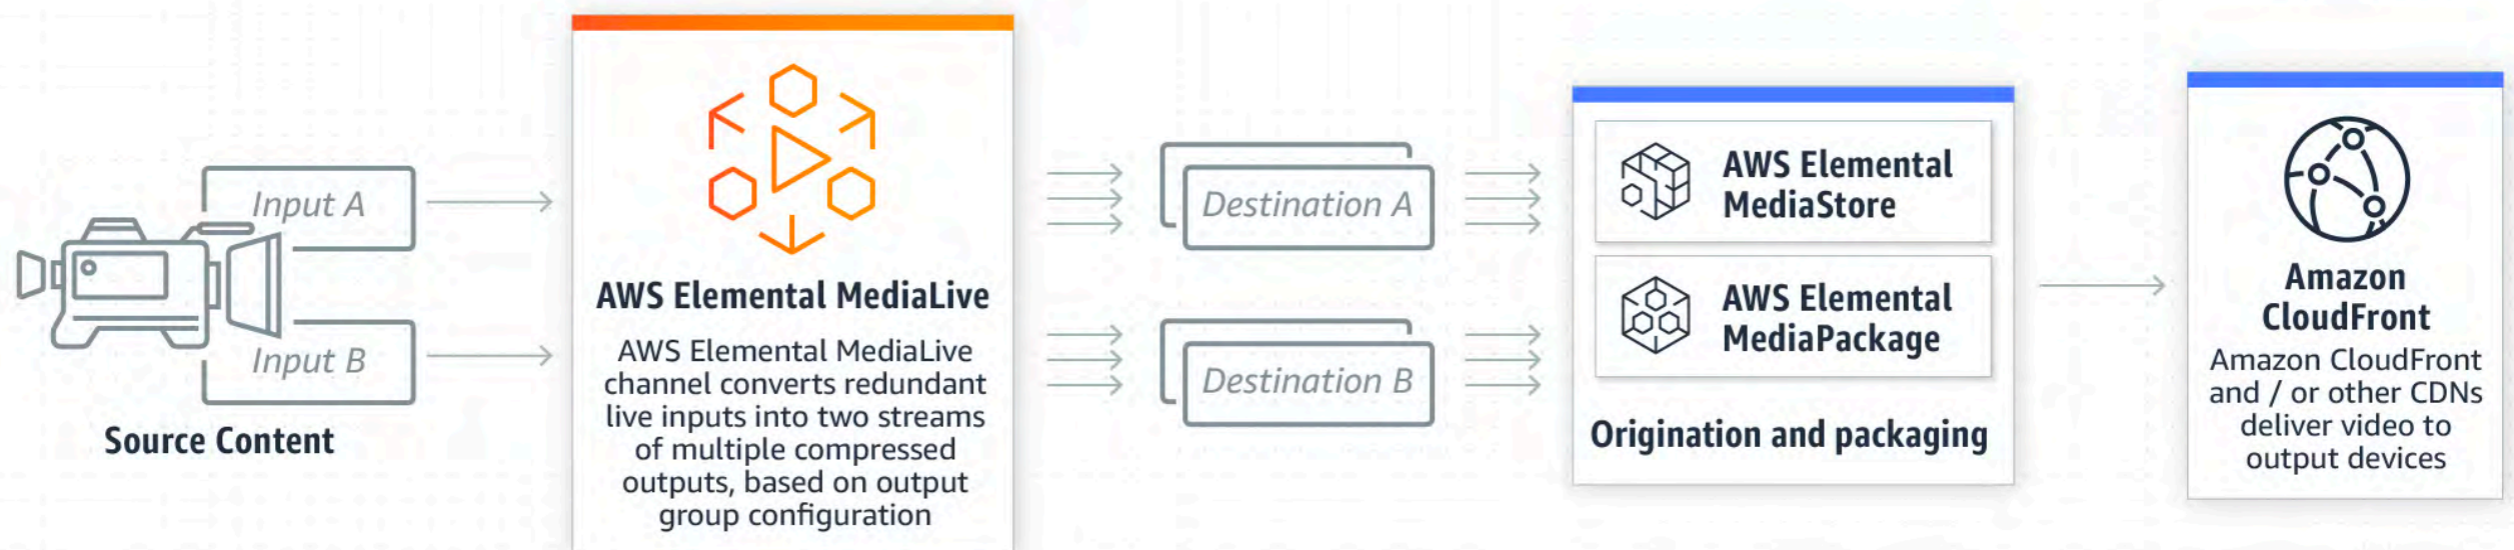 Input A
Input B
Source Content
AWS Elemental MediaLive
AWS Elemental MediaLive
channel converts redundant
live inputs into two streams
of multiple compressed
outputs, based on output
group configuration
Destination A
Destination B
AWS Elemental
MediaStore
AWS Elemental
MediaPackage
Origination and packaging
Amazon
CloudFront
Amazon CloudFront
and / or other CDNs
deliver video to
output devices